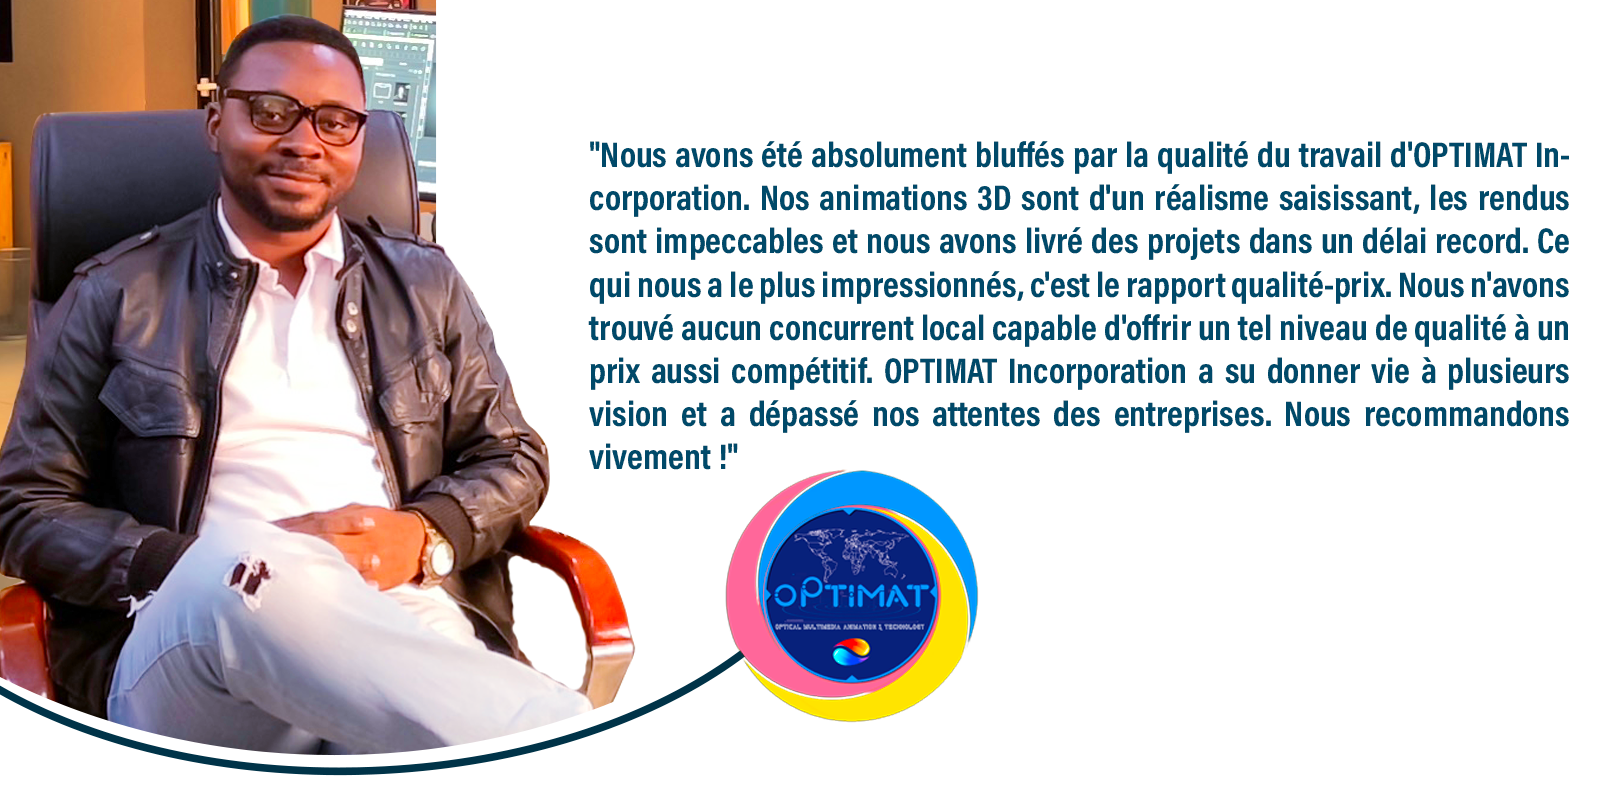 "Nous avons été absolument bluffés par la qualité du travail d'OPTIMAT In-
corporation. Nos animations 3D sont d'un réalisme saisissant, les rendus
sont impeccables et nous avons livré des projets dans un délai record. Ce
qui nous a le plus impressionnés, c'est le rapport qualité-prix. Nous n'avons
trouvé aucun concurrent local capable d'offrir un tel niveau de qualité à un
prix aussi compétitif. OPTIMAT Incorporation a su donner vie à plusieurs
vision et a dépassé nos attentes des entreprises. Nous recommandons
vivement !"
OPTIMAT
OPTICAL MULTIMEDIA ANIMATION & TECHNOLOGY